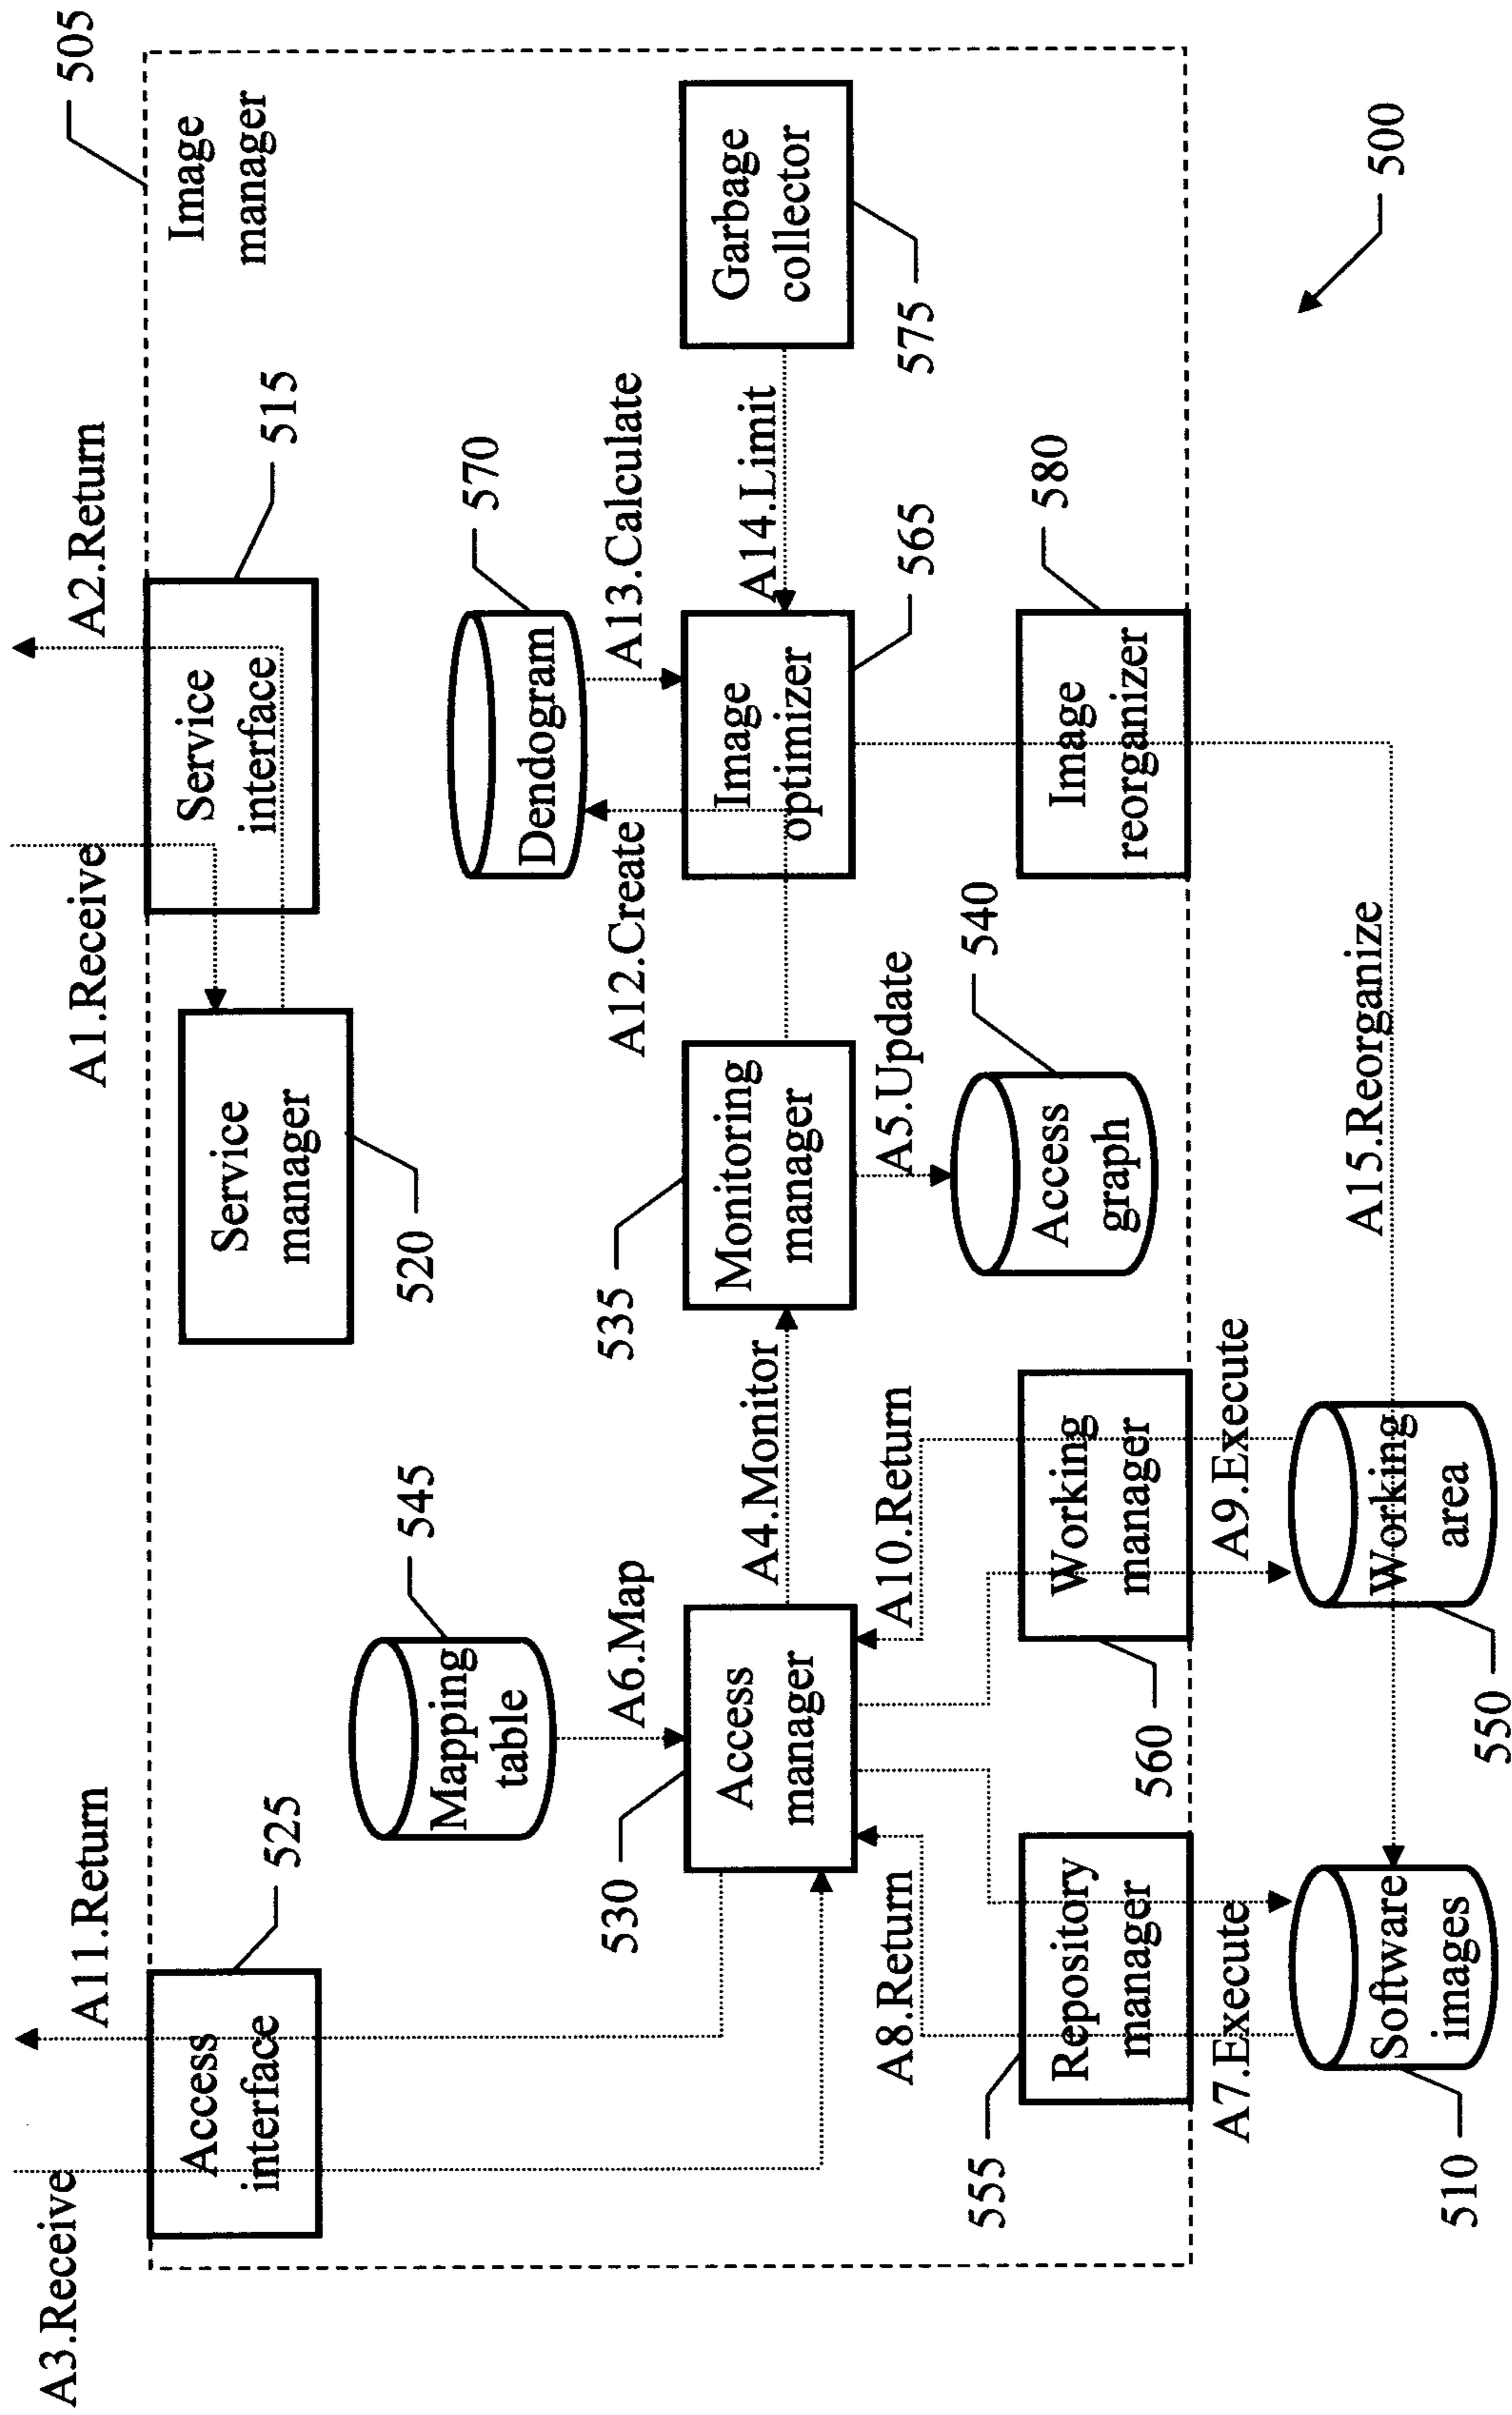 A3.Receive
A11.Return
A1.Receive
A2.Return
505
Access
interface
525
Service
manager
520
Service
interface
515
Image
manager
Mapping
table
545
A6.Map
Dendogram
570
A12.Create
A13.Calculate
530
Access
manager
A4.Monitor
535
Monitoring
manager
Image
optimizer
565
A14.Limit
Garbage
collector
575
A8.Return
A10.Return
A5.Update
Access
graph
540
555
Repository
manager
560
Working
manager
Image
reorganizer
580
A7.Execute
A9.Execute
A15.Reorganize
510
Software
images
550
Working
area
500